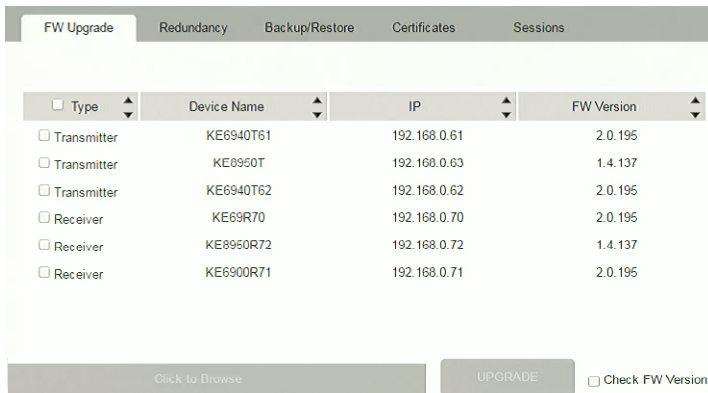 FW Upgrade Redundancy Backup/Restore Certificates Sessions
Type Device Name IP FW Version
Transmitter KE6940T61 192.168.0.61 2.0.195
Transmitter KE8950T 192.168.0.63 1.4.137
Transmitter KE6940T62 192.168.0.62 2.0.195
Receiver KE69R70 192.168.0.70 2.0.195
Receiver KE8950R72 192.168.0.72 1.4.137
Receiver KE6900R71 192.168.0.71 2.0.195
Click to Browse UPGRADE Check FW Version